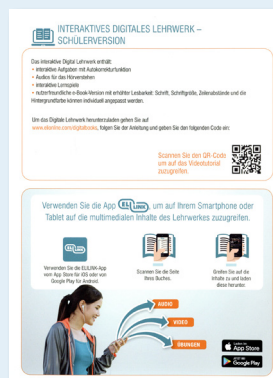 INTERAKTIVES DIGITALES LEHRWERK –
SCHÜLERVERSION
Das interaktive Digital Lehrwerk enthält:
• interaktive Aufgaben mit Autokorrekturfunktion
• Audios für das Hörverstehen
• interaktive Lernspiele
• nutzerfreundliche e-Book-Version mit erhöhter Lesbarkeit: Schrift, Schriftgröße, Zeilenabstände und die
Hintergrundfarbe können individuell angepasst werden.
Um das Digitale Lehrwerk herunterzuladen gehen Sie auf
www.elionline.com/digitalbooks, folgen Sie der Anleitung und geben Sie den folgenden Code ein:
Scannen Sie den QR-Code
um auf das Videotutorial
zuzugreifen.
Verwenden Sie die App ELI LINK, um auf Ihrem Smartphone oder
Tablet auf die multimedialen Inhalte des Lehrwerkes zuzugreifen.
ELI LINK
Verwenden Sie die ELILINK-App
vom App Store für iOS oder von
Google Play für Android.
Scannen Sie die Seite
Ihres Buches.
Greifen Sie auf die
Inhalte zu und laden
diese herunter.
AUDIO
VIDEO
ÜBUNGEN
Laden im
App Store
JETZT BEI
Google Play